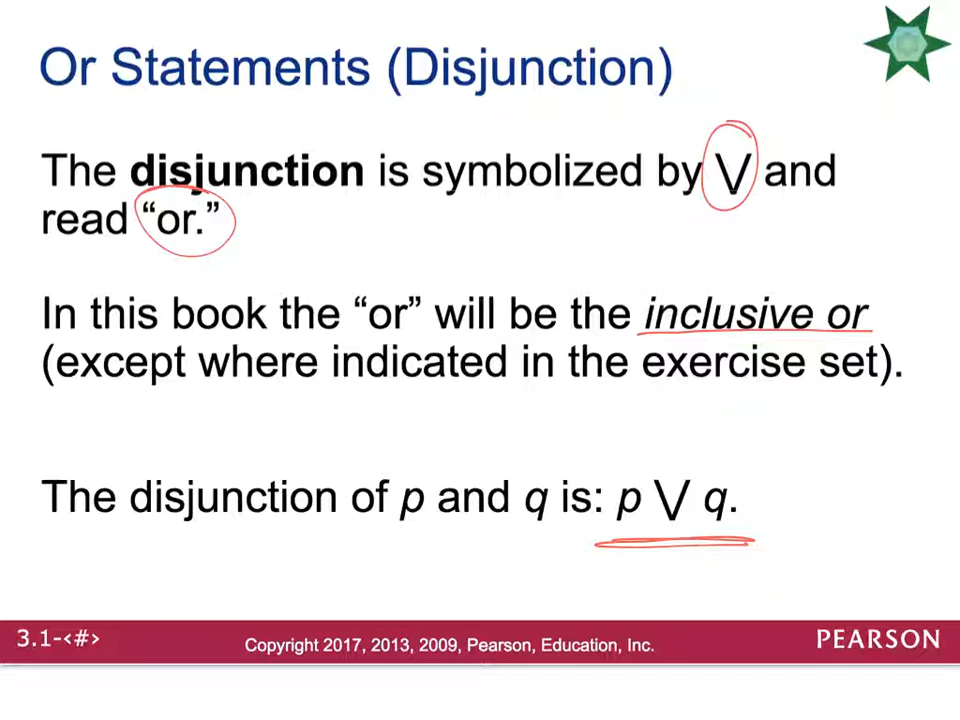 Or Statements (Disjunction)
The disjunction is symbolized by ⋁ and
read “or.”
In this book the “or” will be the inclusive or
(except where indicated in the exercise set).
The disjunction of p and q is: p ⋁ q.
3.1-<#>
Copyright 2017, 2013, 2009, Pearson, Education, Inc.
PEARSON